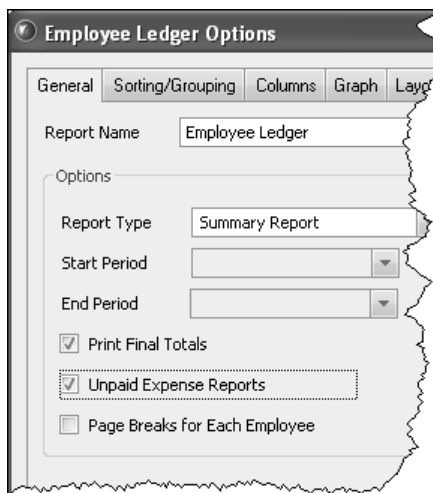 Employee Ledger Options
General Sorting/Grouping Columns Graph
Report Name Employee Ledger
Options
Report Type Summary Report
Start Period
End Period
Print Final Totals
Unpaid Expense Reports
Page Breaks for Each Employee